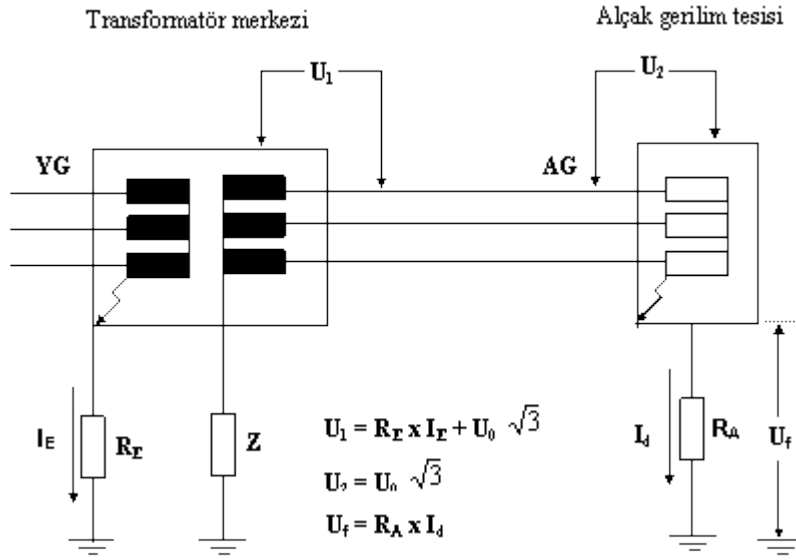 Transformatör merkezi
Alçak gerilim tesisi
U₁
U₂
YG
AG
I_E
R_E
Z
U₁ = R_E x I_E + U₀ √3
U₂ = U₀ √3
U_f = R_A x I_d
I_d
R_A
U_f